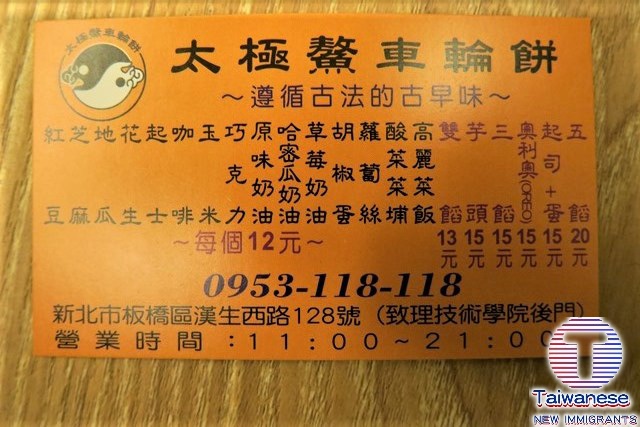 太極鰲車輪餅
太極鰲車輪餅
～遵循古法的古早味～
紅豆
芝麻
地瓜
花生
起士
咖啡
玉米
巧克力
原味奶油
哈密瓜奶油
草莓奶油
胡椒蛋
蘿蔔絲
酸菜菜埔
高麗菜飯
～每個12元～
雙餡13元
芋頭15元
三餡15元
奧利奧(OREO)15元
起司+蛋15元
五餡20元
0953-118-118
新北市板橋區漢生西路128號（致理技術學院後門）
營業時間：11:00～21:00
Taiwanese
NEW IMMIGRANTS